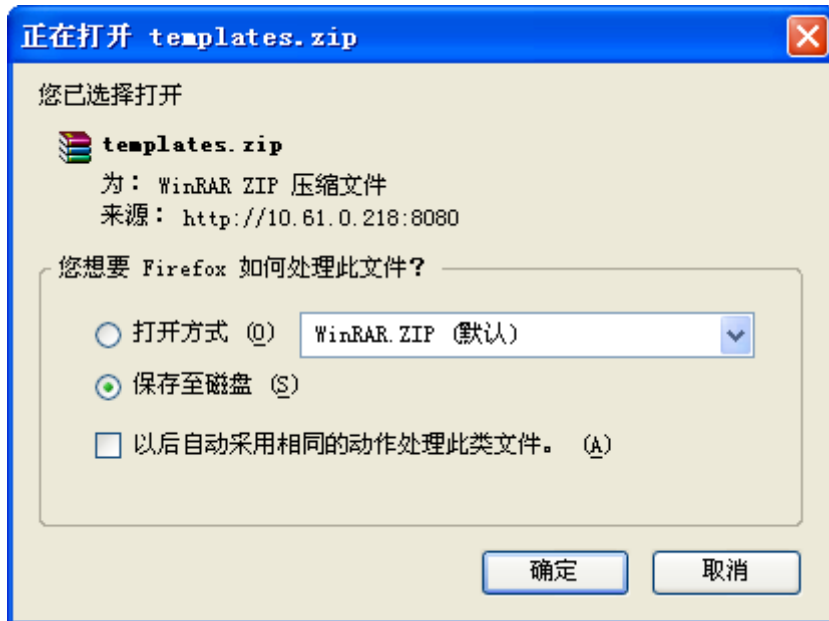 正在打开 templates.zip
您已选择打开
templates.zip
为： WinRAR ZIP 压缩文件
来源： http://10.61.0.218:8080
您想要 Firefox 如何处理此文件？
打开方式 (O) WinRAR.ZIP (默认)
保存至磁盘 (S)
以后自动采用相同的动作处理此类文件。 (A)
确定 取消